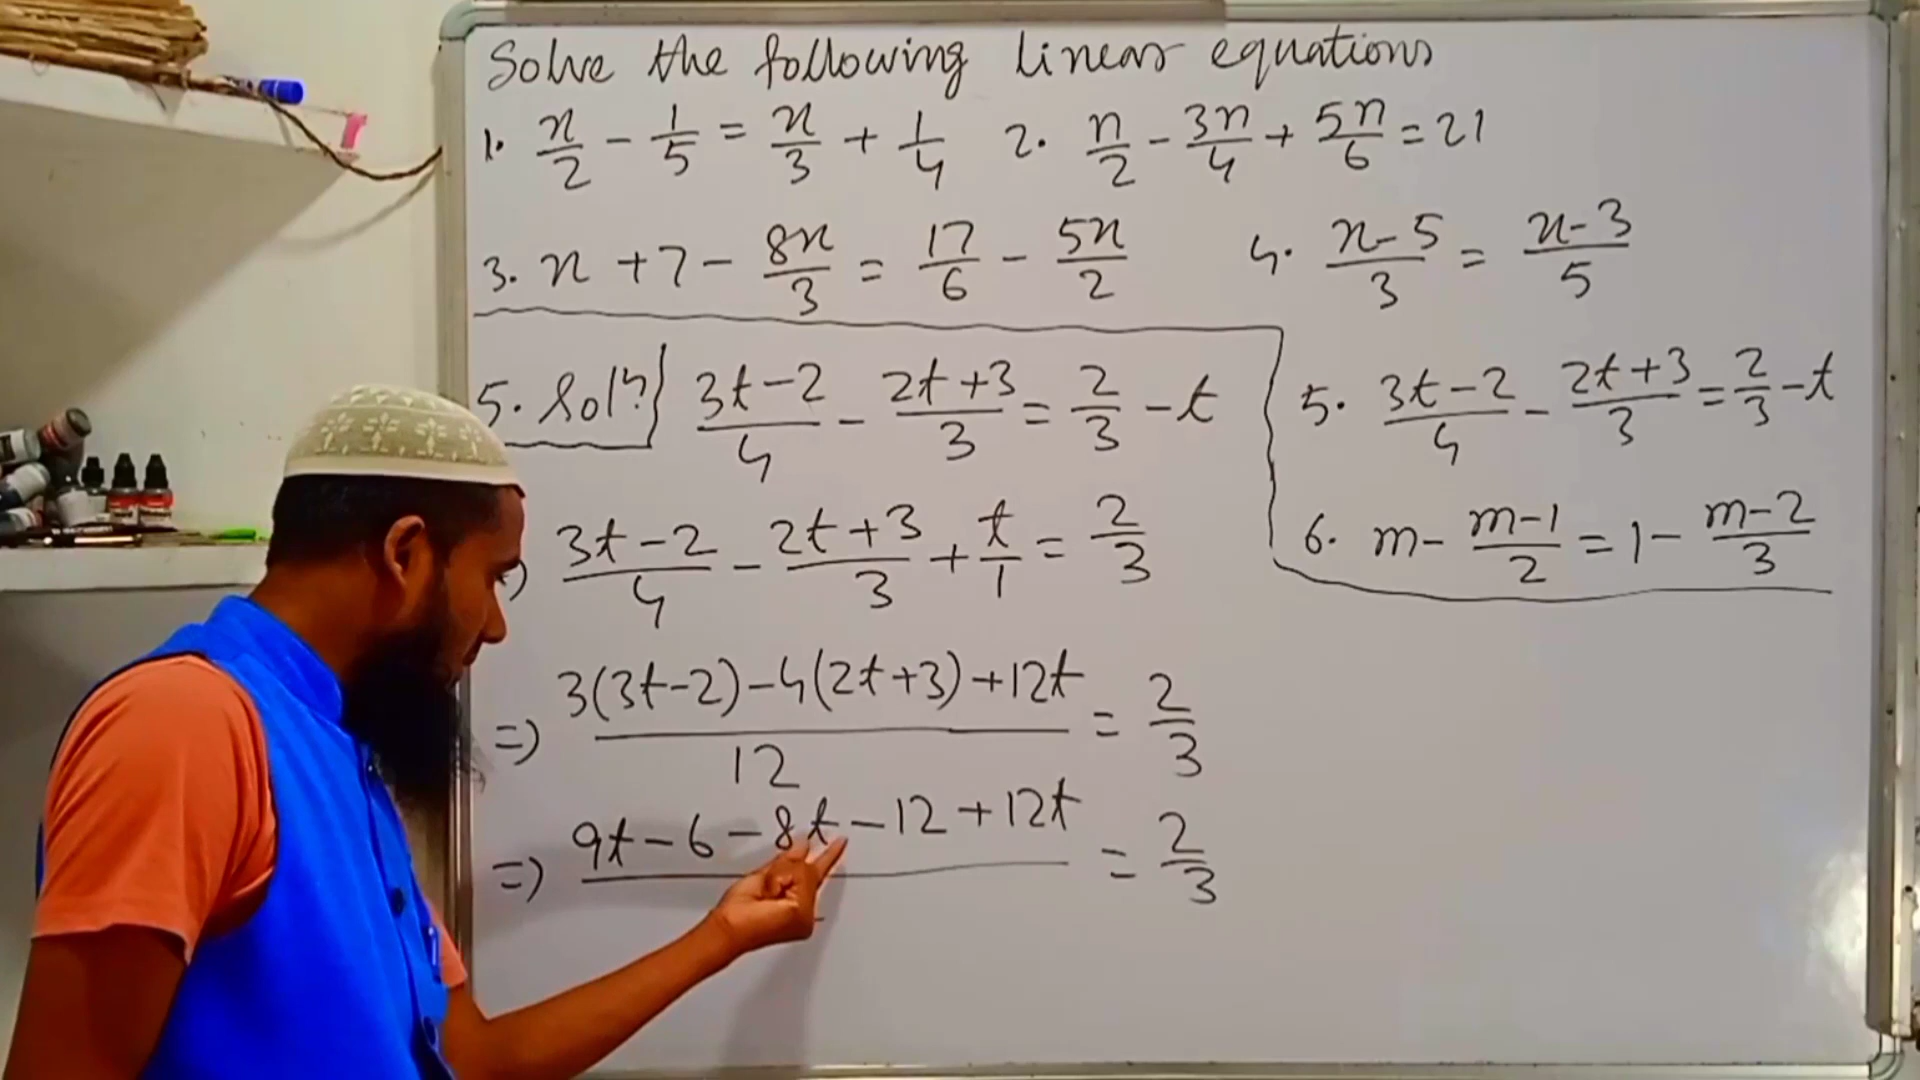 Solve the following linear equations
1. x/2 - 1/5 = x/3 + 1/4 2. n/2 - 3n/4 + 5n/6 = 21
3. x + 7 - 8x/3 = 17/6 - 5x/2 4. x-5/3 = x-3/5
5. Solⁿ 3t-2/4 - 2t+3/3 = 2/3 - t
5. 3t-2/4 - 2t+3/3 = 2/3 - t
3t-2/4 - 2t+3/3 + t/1 = 2/3
6. m - m-1/2 = 1 - m-2/3
=) 3(3t-2)-4(2t+3)+12t/12 = 2/3
=) 9t-6-8t-12+12t = 2/3